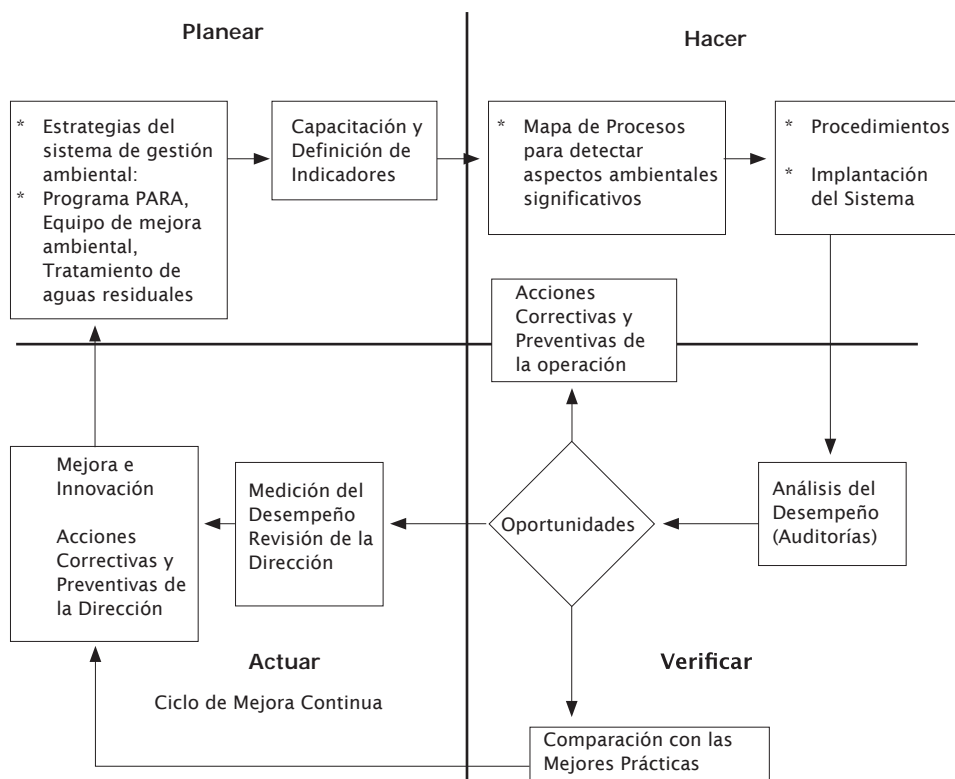 Planear
Hacer
* Estrategias del
sistema de gestión
ambiental:
* Programa PARA,
Equipo de mejora
ambiental,
Tratamiento de
aguas residuales
Capacitación y
Definición de
Indicadores
* Mapa de Procesos
para detectar
aspectos ambientales
significativos
* Procedimientos
* Implantación
del Sistema
Acciones
Correctivas y
Preventivas de
la operación
Mejora e
Innovación
Acciones
Correctivas y
Preventivas de
la Dirección
Medición del
Desempeño
Revisión de la
Dirección
Oportunidades
Análisis del
Desempeño
(Auditorías)
Actuar
Verificar
Ciclo de Mejora Continua
Comparación con las
Mejores Prácticas